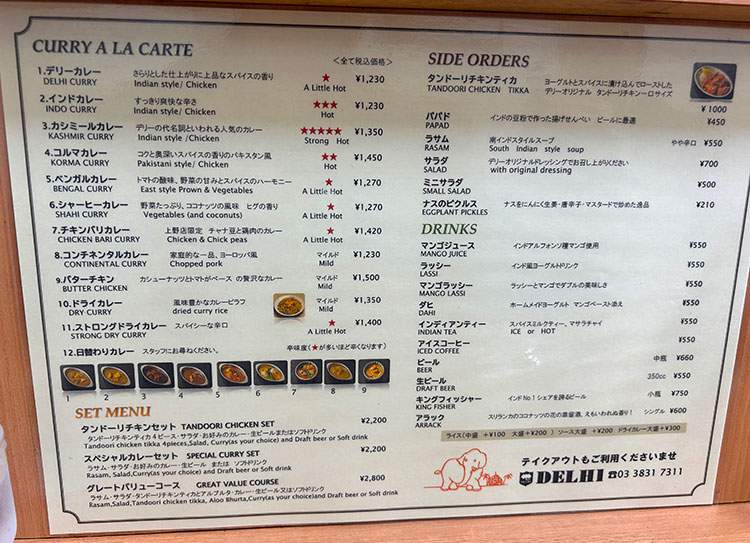 CURRY A LA CARTE
<全て税込価格>
1.デリーカレー さらりとした仕上がりに上品なスパイスの香り ★ ¥1,230
DELHI CURRY Indian style/ Chicken A Little Hot
2.インドカレー すっきり爽快な辛さ ★★★ ¥1,230
INDO CURRY Indian style/ Chicken Hot
3.カシミールカレー デリーの代名詞といわれる人気のカレー ★★★★★ ¥1,350
KASHMIR CURRY Indian style /Chicken Strong Hot
4.コルマカレー コクと奥深いスパイスの香りのパキスタン風 ★★ ¥1,450
KORMA CURRY Pakistani style/ Chicken Hot
5.ベンガルカレー トマトの酸味、野菜の甘みとスパイスのハーモニー ★ ¥1,270
BENGAL CURRY East style Prown & Vegetables A Little Hot
6.シャーヒーカレー 野菜たっぷり、ココナッツの風味 ヒグの香り ★ ¥1,270
SHAHI CURRY Vegetables (and coconuts) A Little Hot
7.チキンバリカレー 上野店限定 チャナ豆と鶏肉のカレー ★ ¥1,420
CHICKEN BARI CURRY Chicken & Chick peas A Little Hot
8.コンチネンタルカレー 家庭的な一品、ヨーロッパ風 マイルド ¥1,230
CONTINENTAL CURRY Chopped pork Mild
9.バターチキン カシューナッツとトマトがベース の贅沢なカレー マイルド ¥1,500
BUTTER CHICKEN Mild
10.ドライカレー 風味豊かなカレーピラフ マイルド ¥1,350
DRY CURRY dried curry rice Mild
11.ストロングドライカレー スパイシーな辛口 ★ ¥1,400
STRONG DRY CURRY A Little Hot
12.日替わりカレー スタッフにお尋ねください。 辛味度(★が多いほど辛くなります)
1 2 3 4 5 6 7 8 9
SET MENU
タンドーリチキンセット TANDOORI CHICKEN SET ¥2,200
タンドーリチキンティカ 4 ピース・サラダ・お好みのカレー・生ビールまたはソフトドリンク
Tandoori chicken tikka 4pieces,Salad, Curry(as your choice) and Draft beer or Soft drink
スペシャルカレーセット SPECIAL CURRY SET ¥2,200
ラサム・サラダ・お好みのカレー・生ビール または ソフトドリンク
Rasam, Salad,Curry(as your choice) and Draft beer or Soft drink
グレートバリューコース GREAT VALUE COURSE ¥2,800
ラサム・サラダ・タンドーリチキンティカとアルブルタ・カレー・生ビール又はソフトドリンク
Rasam,Salad,Tandoori chicken tikka, Aloo Bhurta,Curry(as your choice)and Draft beer or Soft drink
SIDE ORDERS
タンドーリチキンティカ ヨーグルトとスパイスに漬け込んでローストした
TANDOORI CHICKEN TIKKA デリーオリジナル タンドーリチキン一口サイズ
¥ 1000
パパド インドの豆粉で作った揚げせんべい ビールに最適 ¥450
PAPAD
ラサム 南インドスタイルスープ やや辛口 ¥550
RASAM South Indian style soup
サラダ デリーオリジナルドレッシングでお召し上がりください ¥700
SALAD with original dressing
ミニサラダ ¥500
SMALL SALAD
ナスのピクルス ナスをにんにく生姜・唐辛子・マスタードで炒めた逸品 ¥210
EGGPLANT PICKLES
DRINKS
マンゴジュース インドアルフォンソ種マンゴ使用 ¥550
MANGO JUICE
ラッシー インド風ヨーグルトドリンク ¥550
LASSI
マンゴラッシー ラッシーとマンゴでダブルの美味しさ ¥550
MANGO LASSI
ダヒ ホームメイドヨーグルト マンゴペースト添え ¥550
DAHI
インディアンティー スパイスミルクティー、マサラチャイ ¥550
INDIAN TEA ICE or HOT
アイスコーヒー ¥550
ICED COFFEE
ビール 中瓶 ¥660
BEER
生ビール 350cc ¥550
DRAFT BEER
キングフィッシャー インド No.1 シェアを誇るビール 小瓶 ¥750
KING FISHER
アラック スリランカのココナッツの花の蒸留酒、えもいわれぬ香り! シングル ¥600
ARRACK
ライス(中盛 +¥100 大盛+¥200 ) ソース大盛 +¥200 ドライカレー大盛+¥300
テイクアウトもご利用くださいませ
DELHI ☎03 3831 7311